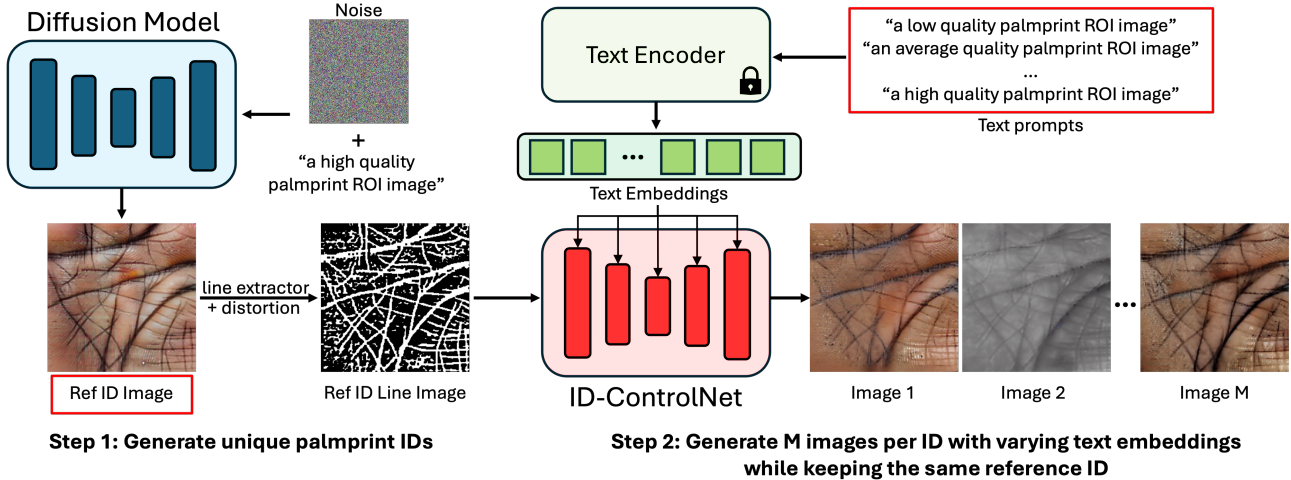 Diffusion Model
Noise
+
“a high quality
palmprint ROI image”
Text Encoder
“a low quality palmprint ROI image”
“an average quality palmprint ROI image”
...
“a high quality palmprint ROI image”
Text prompts
...
Text Embeddings
line extractor
+ distortion
...
Ref ID Image
Ref ID Line Image
ID-ControlNet
Image 1
Image 2
Image M
Step 1: Generate unique palmprint IDs
Step 2: Generate M images per ID with varying text embeddings
while keeping the same reference ID